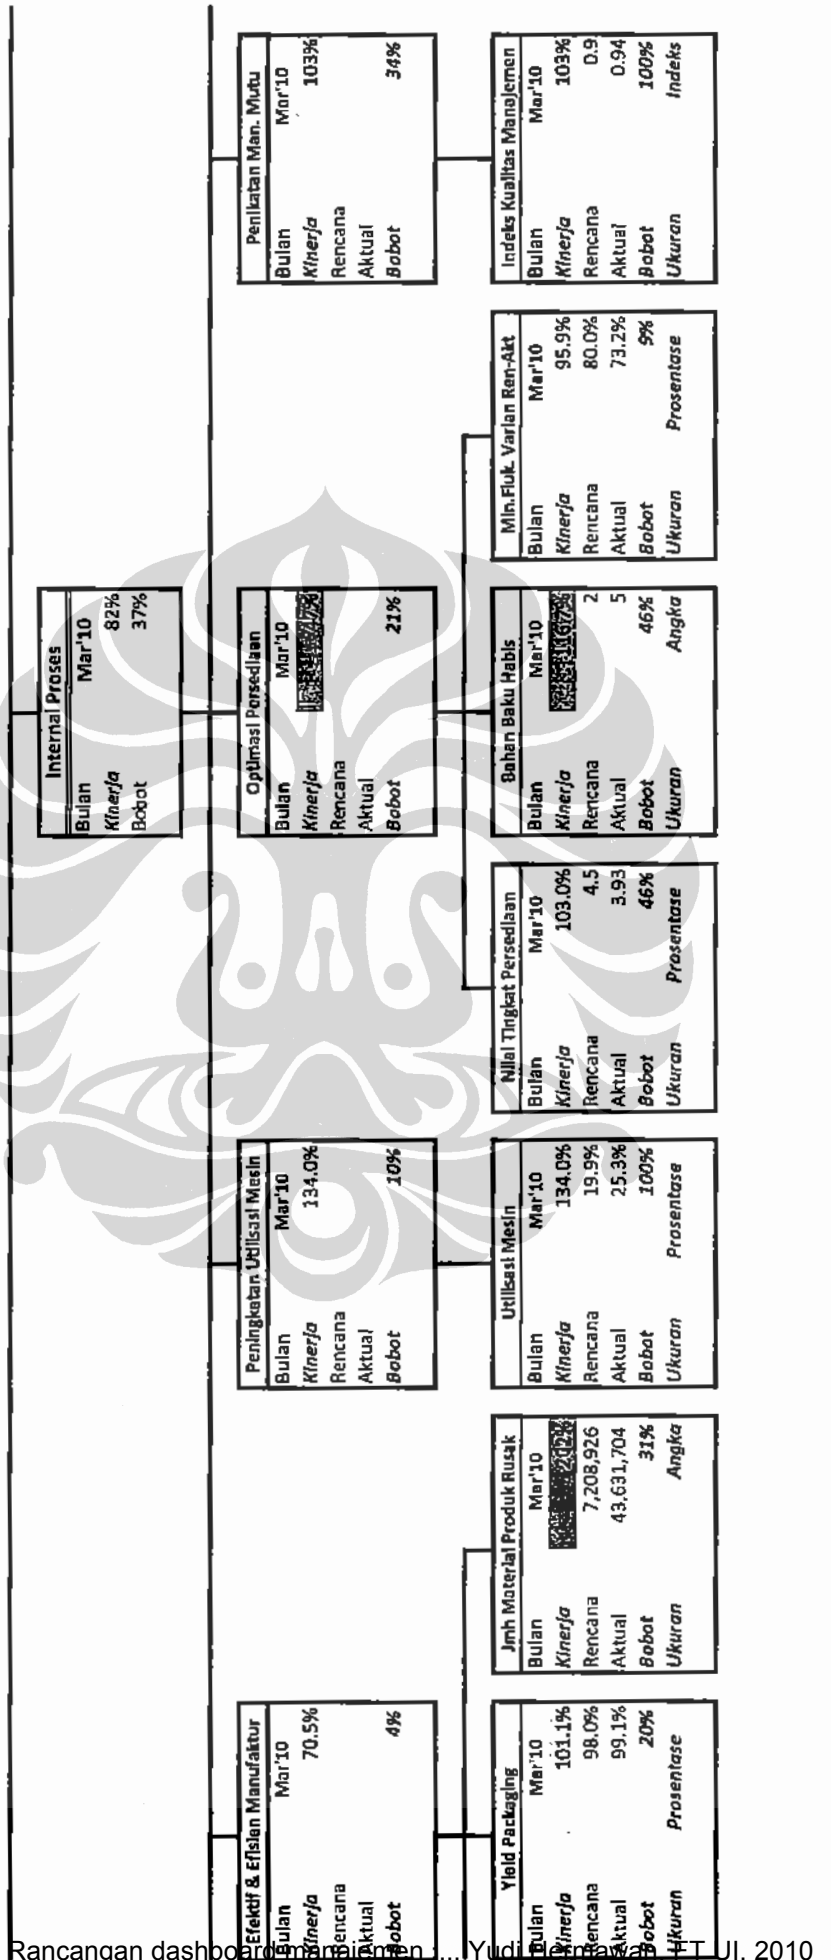 Internal Proses
Bulan Mar'10
Kinerja 82%
Bobot 37%
Efektif & Efisien Manufaktur
Bulan Mar'10
Kinerja 70.5%
Rencana
Aktual
Bobot 4%
Peningkatan Utilisasi Mesin
Bulan Mar'10
Kinerja 134.0%
Rencana
Aktual
Bobot 10%
Optimasi Persediaan
Bulan Mar'10
Kinerja
Rencana
Aktual
Bobot 21%
Penikatan Man. Mutu
Bulan Mar'10
Kinerja 103%
Rencana
Aktual
Bobot 34%
Yield Packaging
Bulan Mar'10
Kinerja 101.1%
Rencana 98.0%
Aktual 99.1%
Bobot 20%
Ukuran Prosentase
Jmh Material Produk Rusak
Bulan Mar'10
Kinerja
Rencana 7,208,926
Aktual 43,631,704
Bobot 31%
Ukuran Angka
Utilisasi Mesin
Bulan Mar'10
Kinerja 134.0%
Rencana 19.9%
Aktual 25.3%
Bobot 100%
Ukuran Prosentase
Nilai Tingkat Persediaan
Bulan Mar'10
Kinerja 103.0%
Rencana 4.5
Aktual 3.93
Bobot 46%
Ukuran Prosentase
Bahan Baku Habis
Bulan Mar'10
Kinerja
Rencana 2
Aktual 5
Bobot 46%
Ukuran Angka
Min.Fluk. Varian Ren-Akt
Bulan Mar'10
Kinerja 95.9%
Rencana 80.0%
Aktual 73.2%
Bobot 9%
Ukuran Prosentase
Indeks Kualitas Manajemen
Bulan Mar'10
Kinerja 103%
Rencana 0.9
Aktual 0.94
Bobot 100%
Ukuran Indeks
Rancangan dashboard manajemen ..., Yudi Hermawan, FT UI, 2010